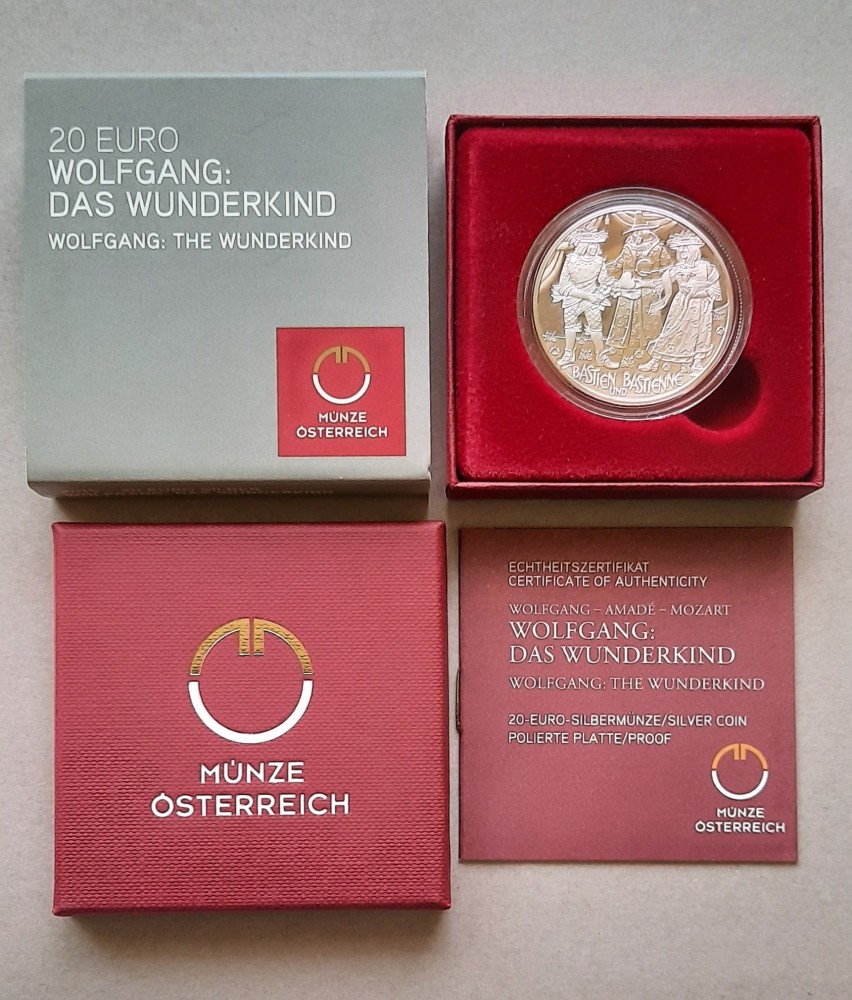 20 EURO
WOLFGANG:
DAS WUNDERKIND
WOLFGANG: THE WUNDERKIND
MÜNZE
ÖSTERREICH
BASTIEN BASTIENNE
UND
MÜNZE
ÖSTERREICH
ECHTHEITSZERTIFIKAT
CERTIFICATE OF AUTHENTICITY
WOLFGANG – AMADÉ – MOZART
WOLFGANG:
DAS WUNDERKIND
WOLFGANG: THE WUNDERKIND
20-EURO-SILBERMÜNZE/SILVER COIN
POLIERTE PLATTE/PROOF
MÜNZE
ÖSTERREICH